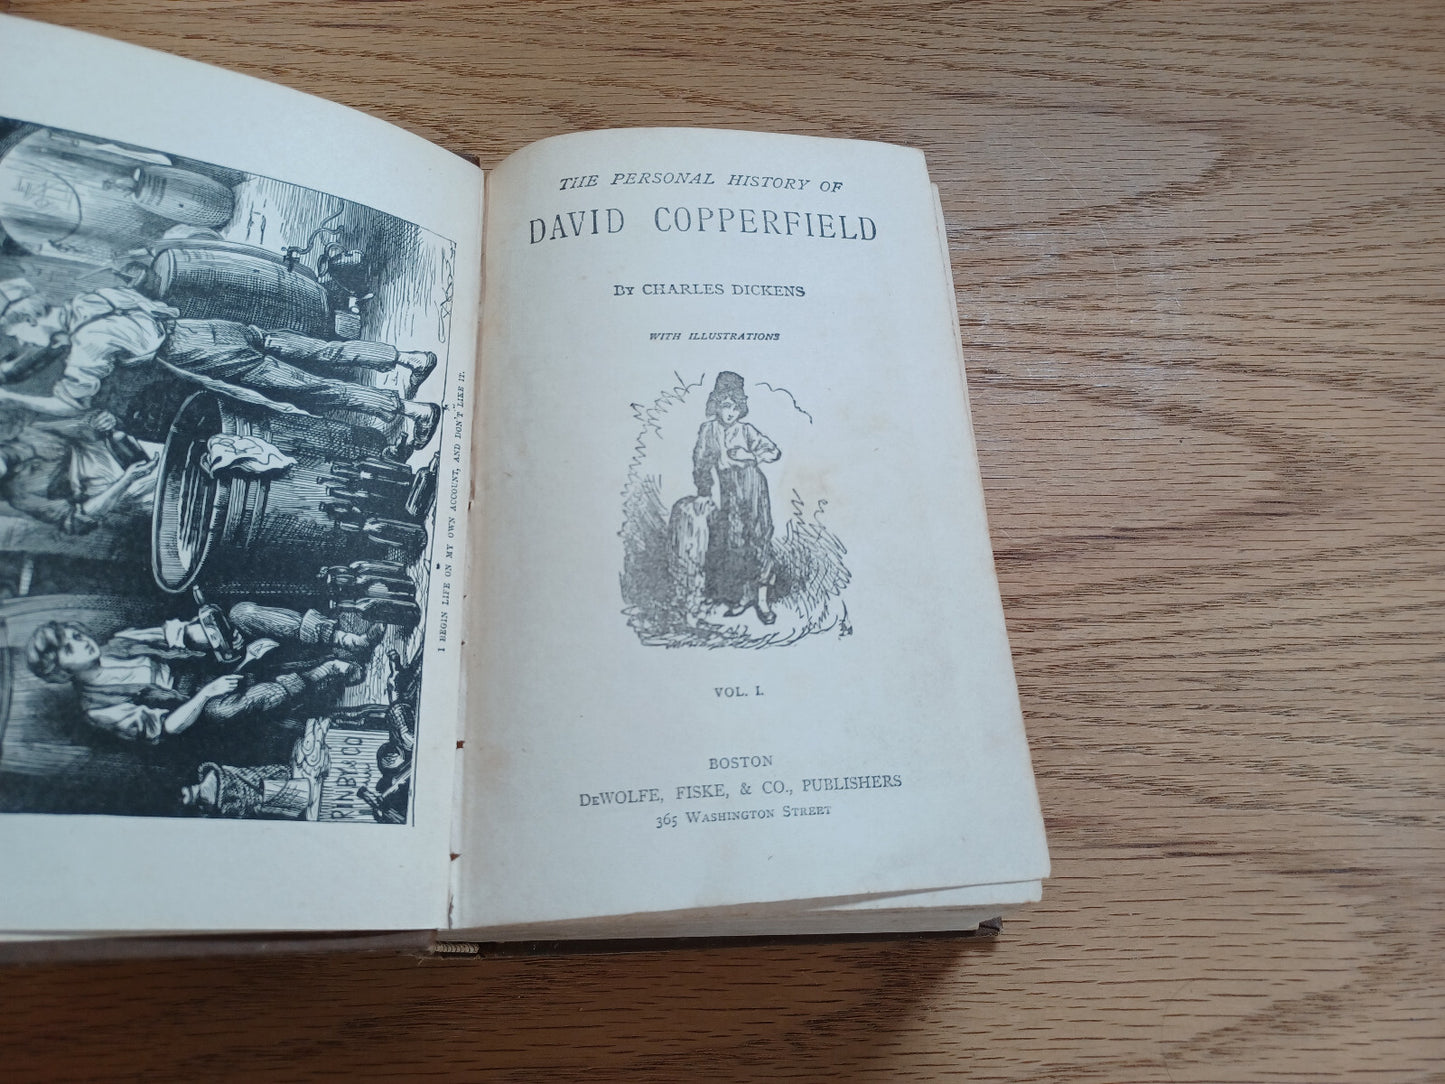 I BEGIN LIFE ON MY OWN ACCOUNT, AND DON'T LIKE IT.
THE PERSONAL HISTORY OF
DAVID COPPERFIELD
BY CHARLES DICKENS
WITH ILLUSTRATIONS
VOL. I.
BOSTON
DEWOLFE, FISKE, & CO., PUBLISHERS
365 WASHINGTON STREET